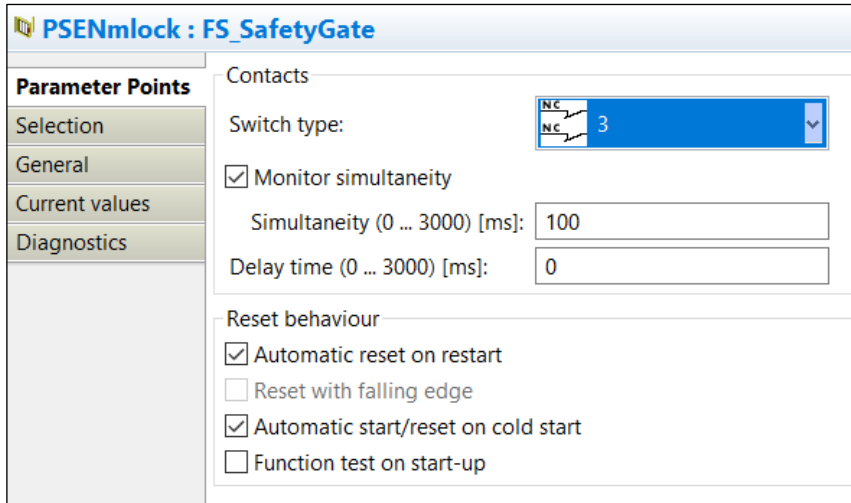 PSENmlock : FS_SafetyGate
Parameter Points
Selection
General
Current values
Diagnostics
Contacts
Switch type:
NC
NC
3
Monitor simultaneity
Simultaneity (0 ... 3000) [ms]: 100
Delay time (0 ... 3000) [ms]: 0
Reset behaviour
Automatic reset on restart
Reset with falling edge
Automatic start/reset on cold start
Function test on start-up